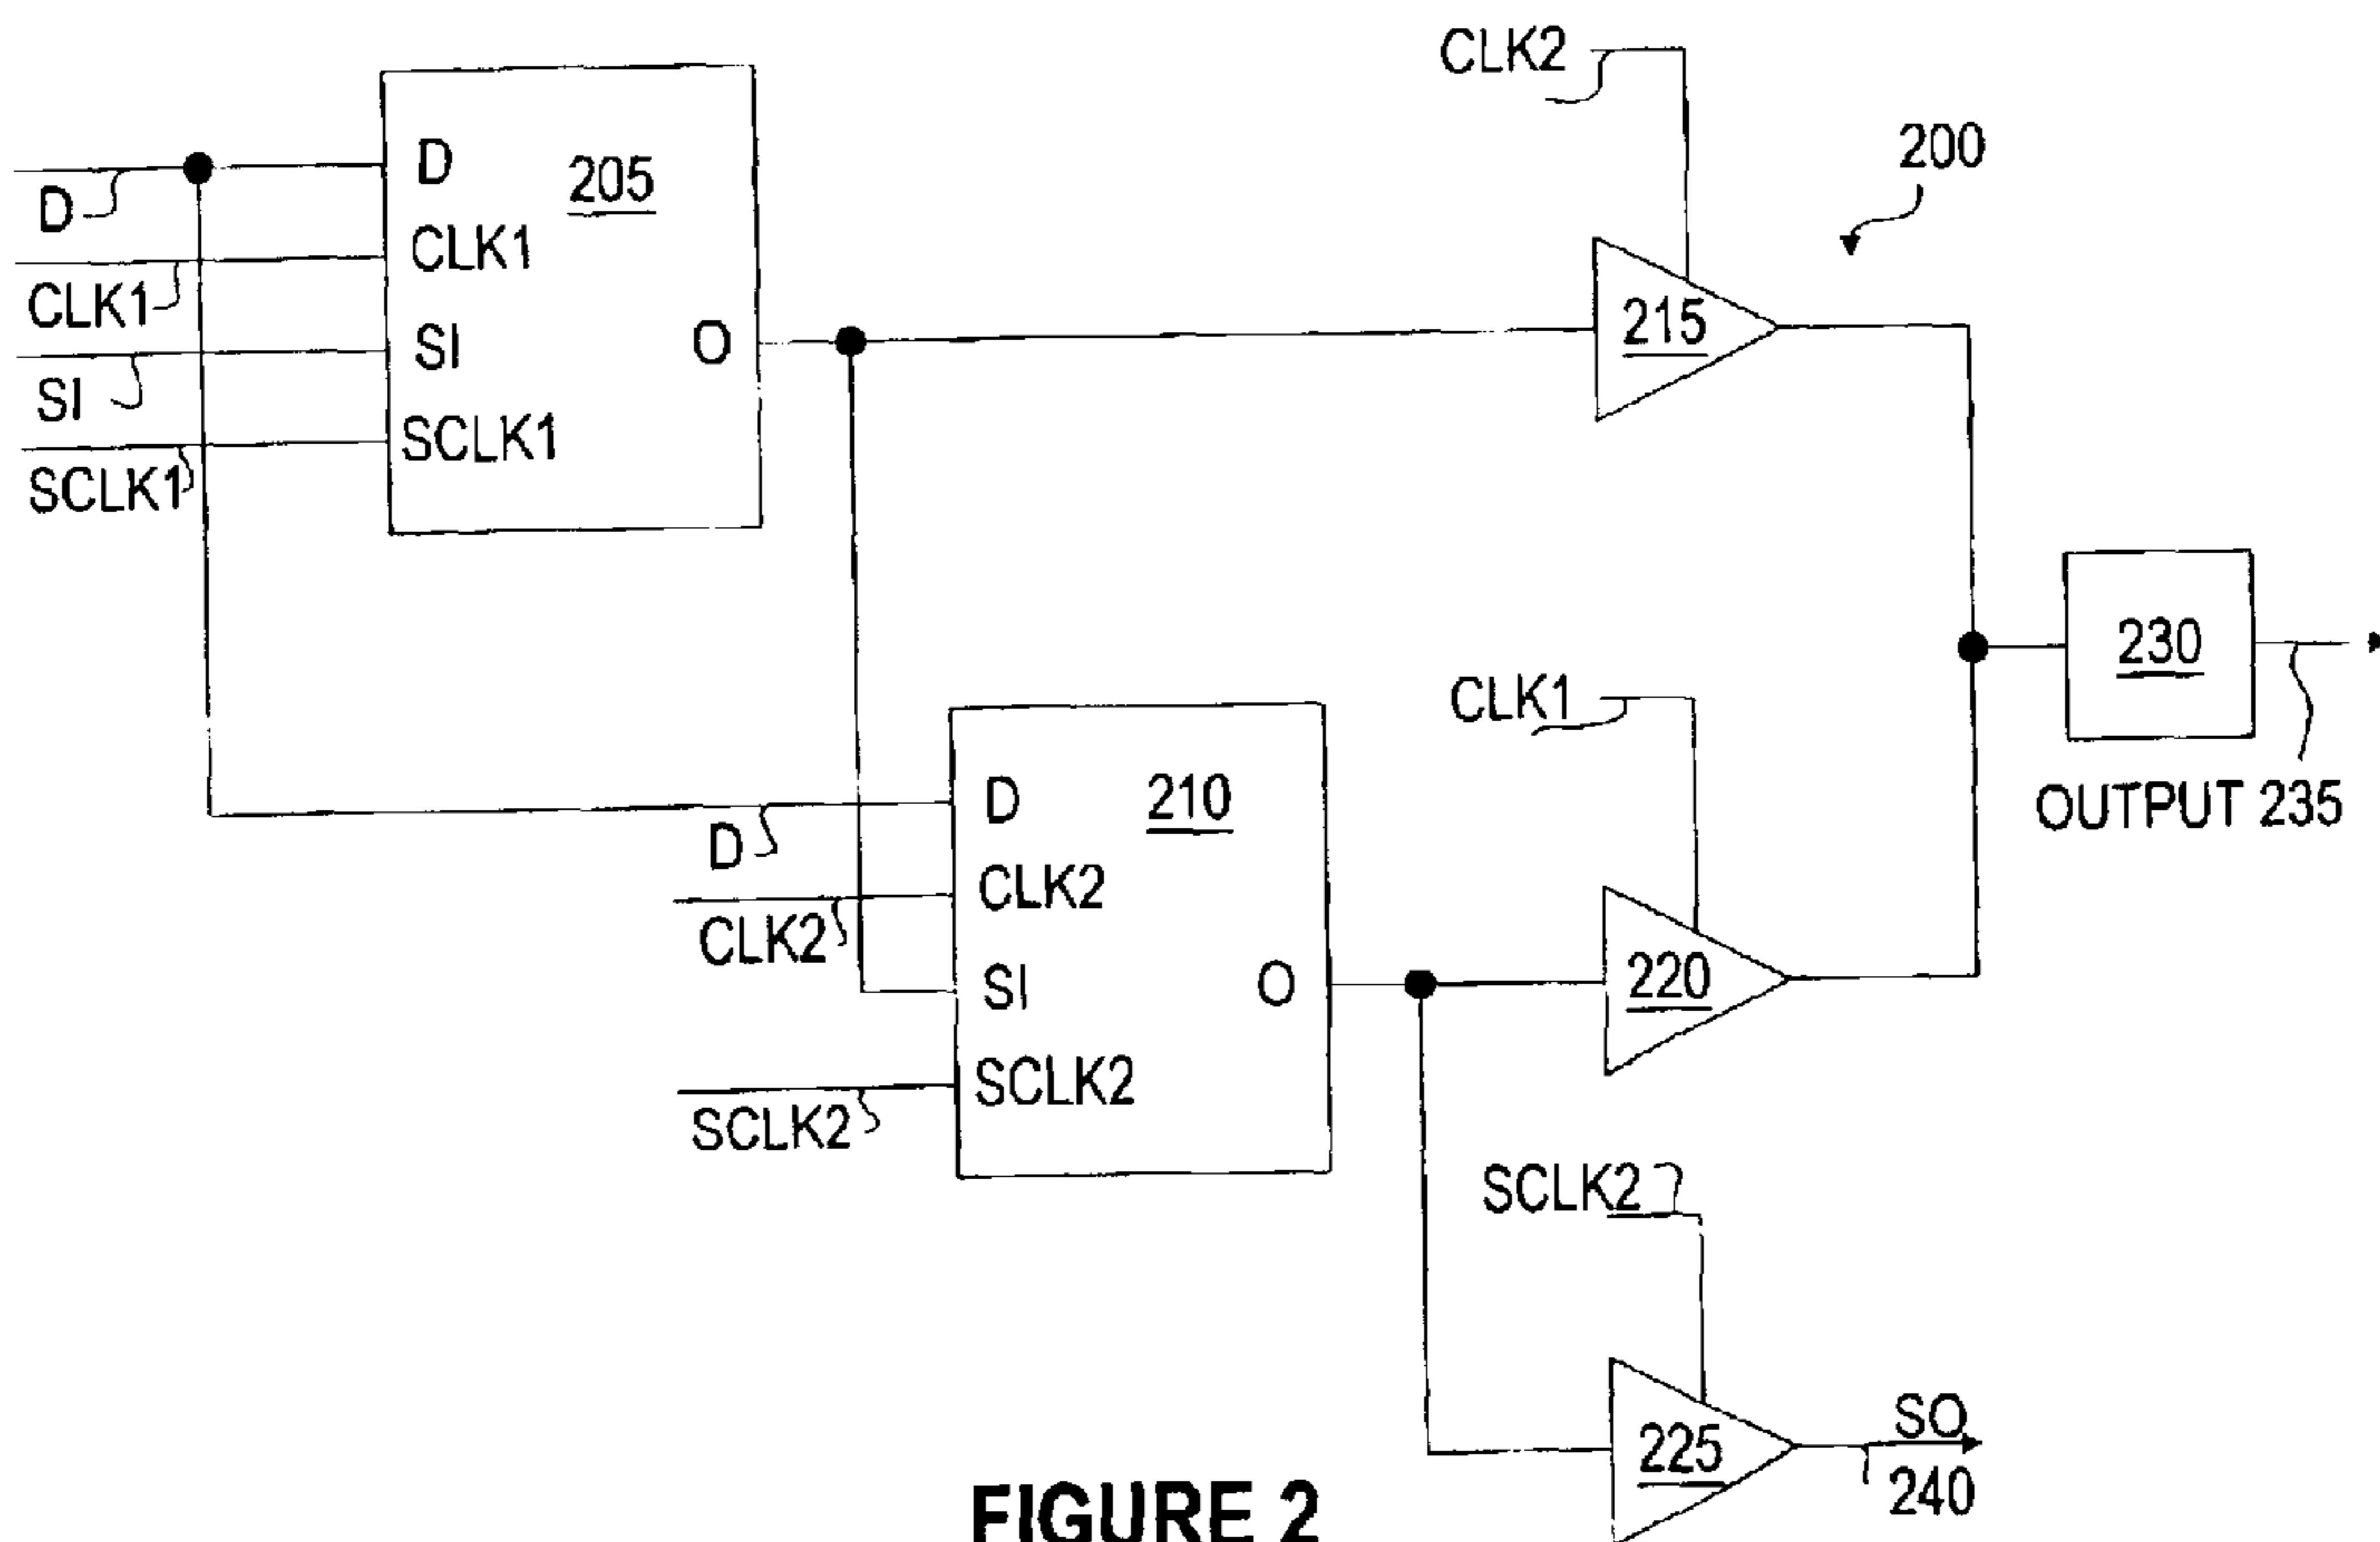 CLK2
200
D
205
D
CLK1
CLK1
215
SI
O
SI
SCLK1
SCLK1
230
CLK1
OUTPUT 235
D
210
D
CLK2
CLK2
SI
O
220
SCLK2
SCLK2
SCLK2
SO
225
240
FIGURE 2